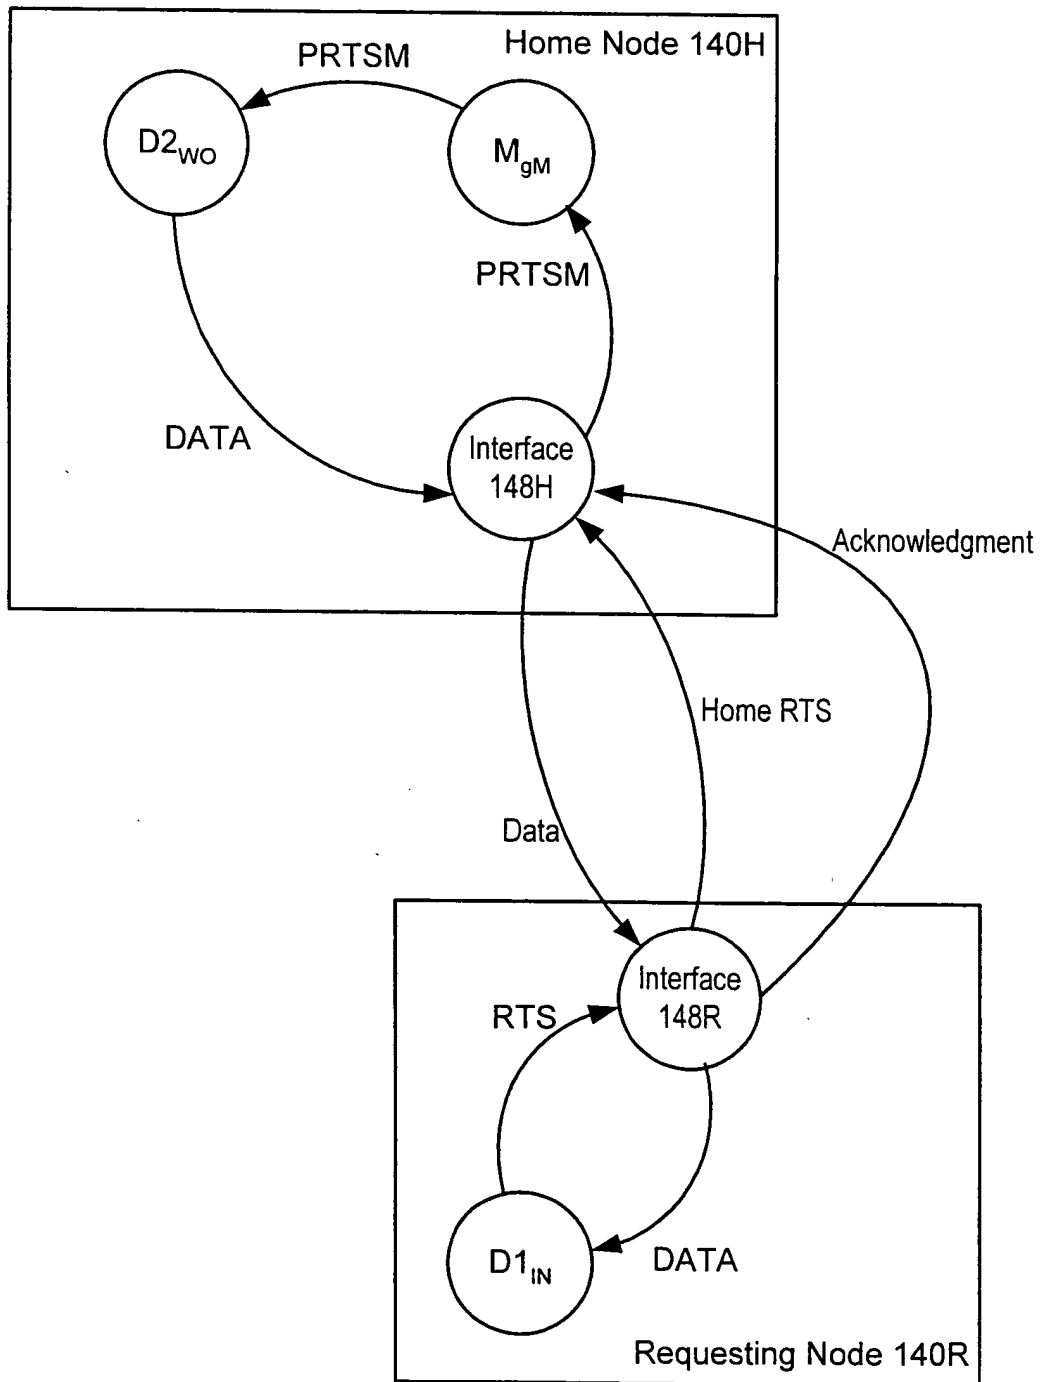 Home Node 140H
PRTSM
D2WO
MgM
PRTSM
DATA
Interface
148H
Acknowledgment
Home RTS
Data
Interface
148R
RTS
D1IN
DATA
Requesting Node 140R